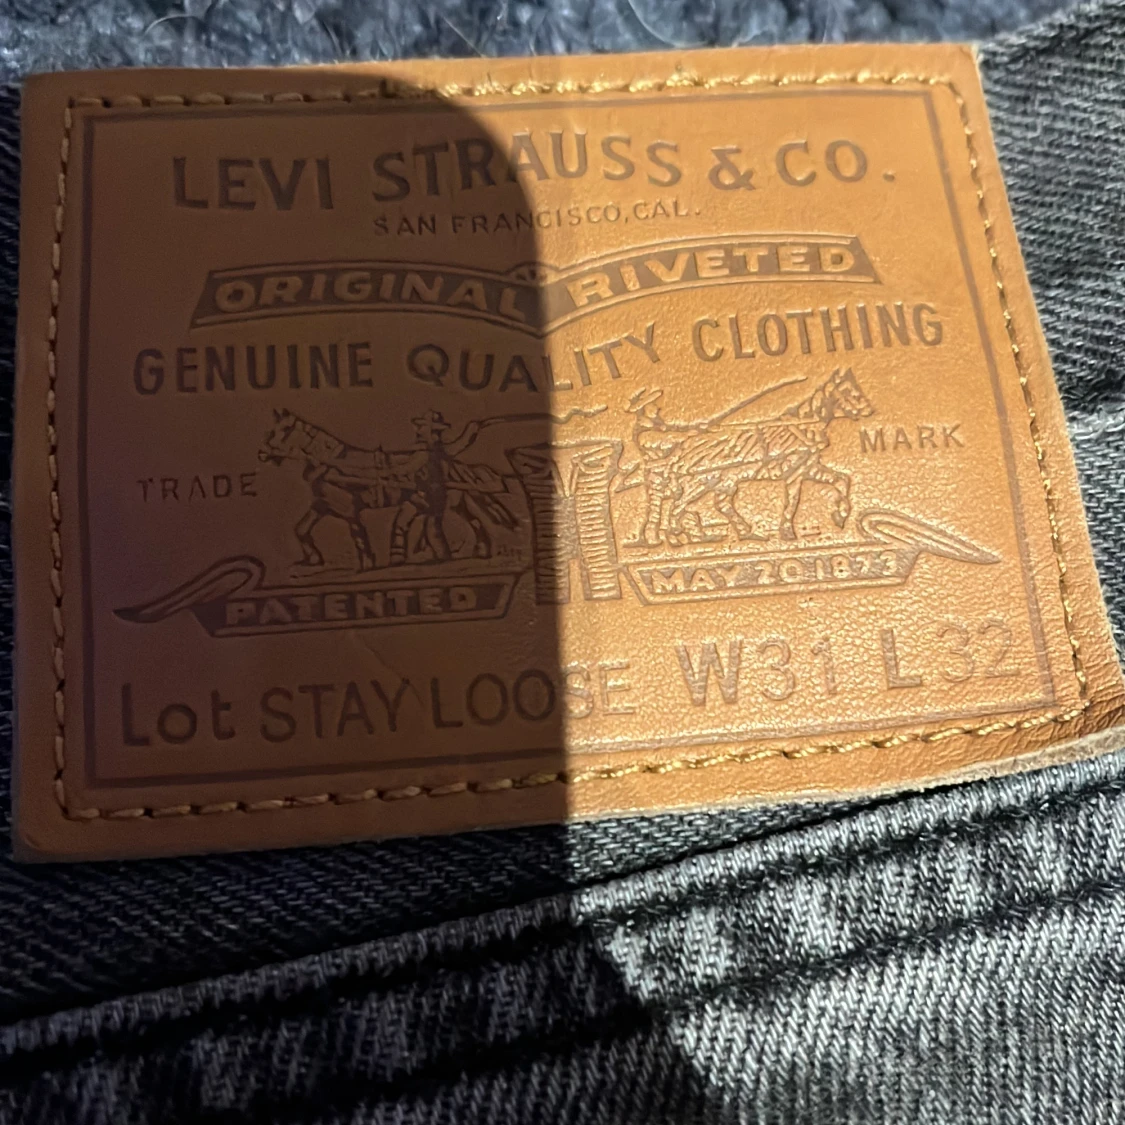 LEVI STRAUSS & CO.
SAN FRANCISCO, CAL.
ORIGINAL RIVETED
GENUINE QUALITY CLOTHING
TRADE MARK
PATENTED MAY 20 1873
Lot STAY LOOSE W31 L32